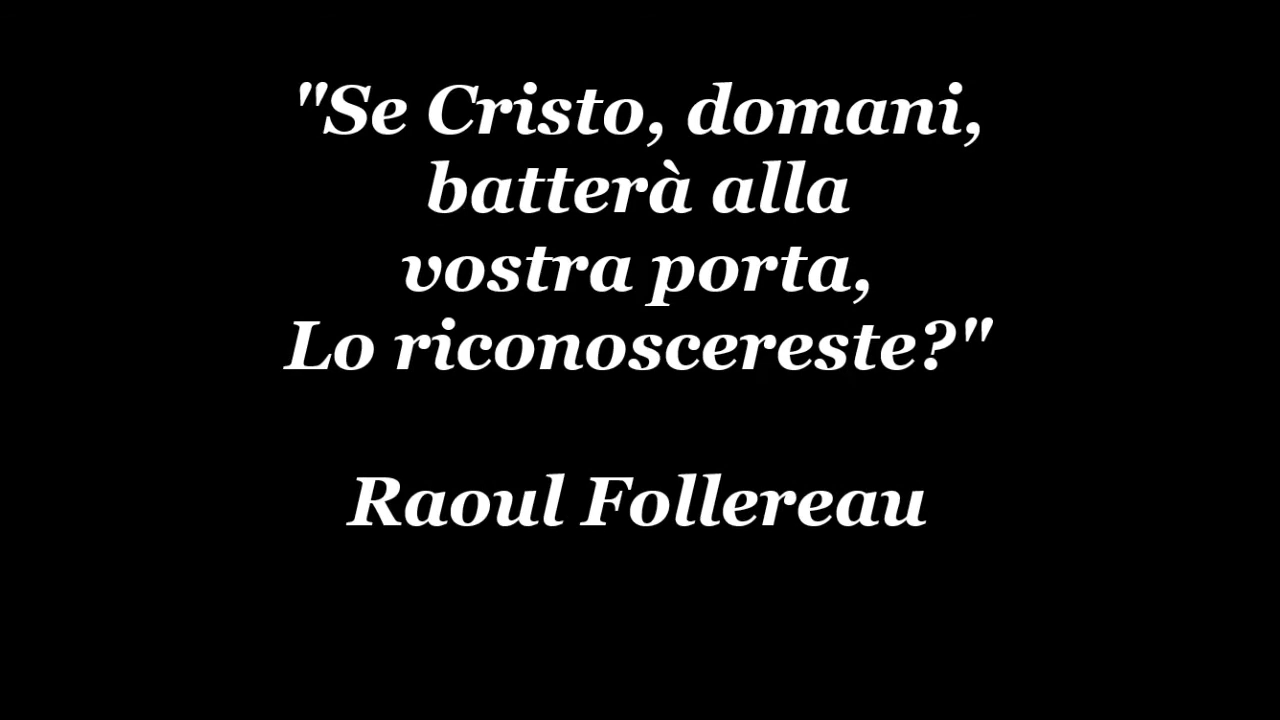 "Se Cristo, domani,
batterà alla
vostra porta,
Lo riconoscereste?"
Raoul Follereau